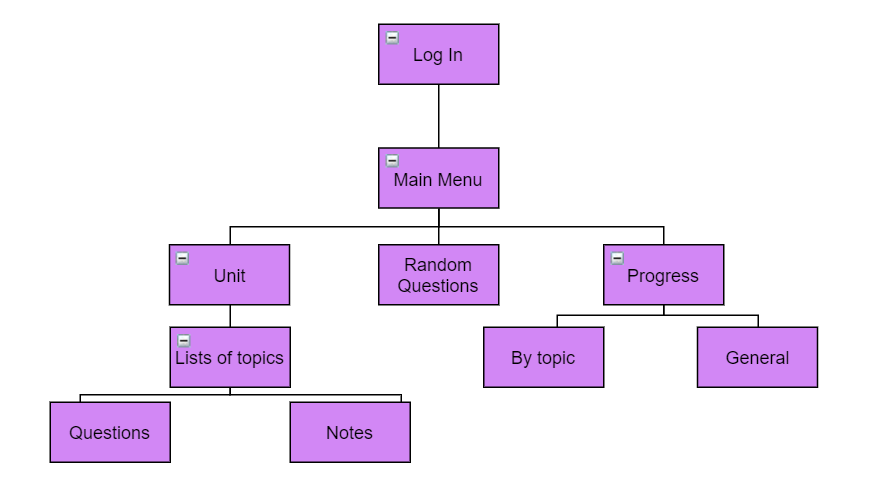 Log In
Main Menu
Unit
Random
Questions
Progress
Lists of topics
By topic
General
Questions
Notes